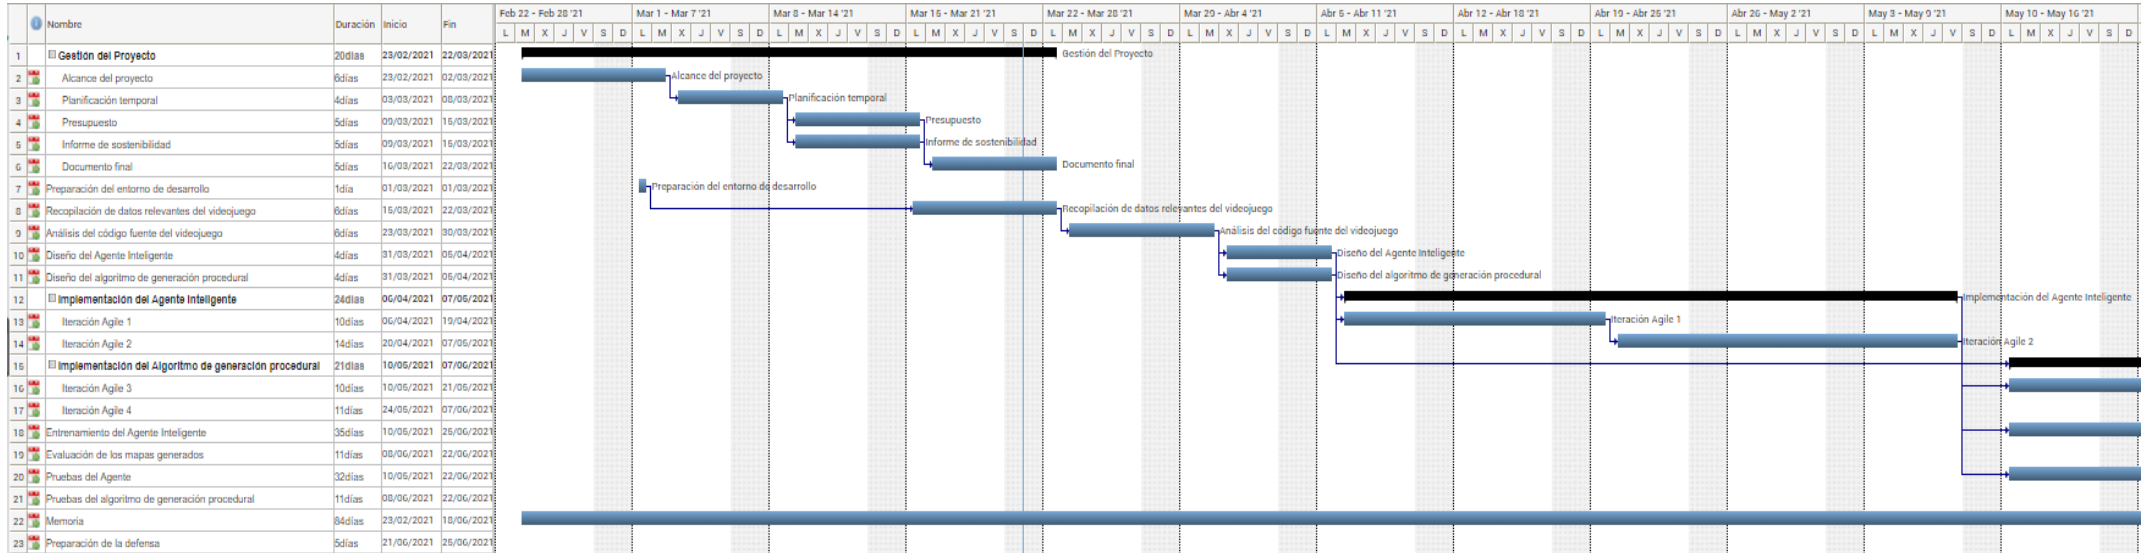 Nombre Duración Inicio Fin Feb 22 - Feb 28 '21 Mar 1 - Mar 7 '21 Mar 8 - Mar 14 '21 Mar 15 - Mar 21 '21 Mar 22 - Mar 28 '21 Mar 29 - Abr 4 '21 Abr 5 - Abr 11 '21 Abr 12 - Abr 18 '21 Abr 19 - Abr 25 '21 Abr 26 - May 2 '21 May 3 - May 9 '21 May 10 - May 16 '21
L M X J V S D L M X J V S D L M X J V S D L M X J V S D L M X J V S D L M X J V S D L M X J V S D L M X J V S D L M X J V S D L M X J V S D L M X J V S D L M X J V S D
1 Gestión del Proyecto 20días 23/02/2021 22/03/2021 Gestión del Proyecto
2 Alcance del proyecto 6días 23/02/2021 02/03/2021 Alcance del proyecto
3 Planificación temporal 4días 03/03/2021 08/03/2021 Planificación temporal
4 Presupuesto 5días 09/03/2021 15/03/2021 Presupuesto
5 Informe de sostenibilidad 5días 09/03/2021 15/03/2021 Informe de sostenibilidad
6 Documento final 5días 16/03/2021 22/03/2021 Documento final
7 Preparación del entorno de desarrollo 1día 01/03/2021 01/03/2021 Preparación del entorno de desarrollo
8 Recopilación de datos relevantes del videojuego 6días 15/03/2021 22/03/2021 Recopilación de datos relevantes del videojuego
9 Análisis del código fuente del videojuego 6días 23/03/2021 30/03/2021 Análisis del código fuente del videojuego
10 Diseño del Agente Inteligente 4días 31/03/2021 05/04/2021 Diseño del Agente Inteligente
11 Diseño del algoritmo de generación procedural 4días 31/03/2021 05/04/2021 Diseño del algoritmo de generación procedural
12 Implementación del Agente Inteligente 24días 06/04/2021 07/05/2021 Implementación del Agente Inteligente
13 Iteración Agile 1 10días 06/04/2021 19/04/2021 Iteración Agile 1
14 Iteración Agile 2 14días 20/04/2021 07/05/2021 Iteración Agile 2
15 Implementación del Algoritmo de generación procedural 21días 10/05/2021 07/06/2021
16 Iteración Agile 3 10días 10/05/2021 21/05/2021
17 Iteración Agile 4 11días 24/05/2021 07/06/2021
18 Entrenamiento del Agente Inteligente 35días 10/05/2021 25/06/2021
19 Evaluación de los mapas generados 11días 08/06/2021 22/06/2021
20 Pruebas del Agente 32días 10/05/2021 22/06/2021
21 Pruebas del algoritmo de generación procedural 11días 08/06/2021 22/06/2021
22 Memoria 84días 23/02/2021 18/06/2021
23 Preparación de la defensa 5días 21/06/2021 25/06/2021